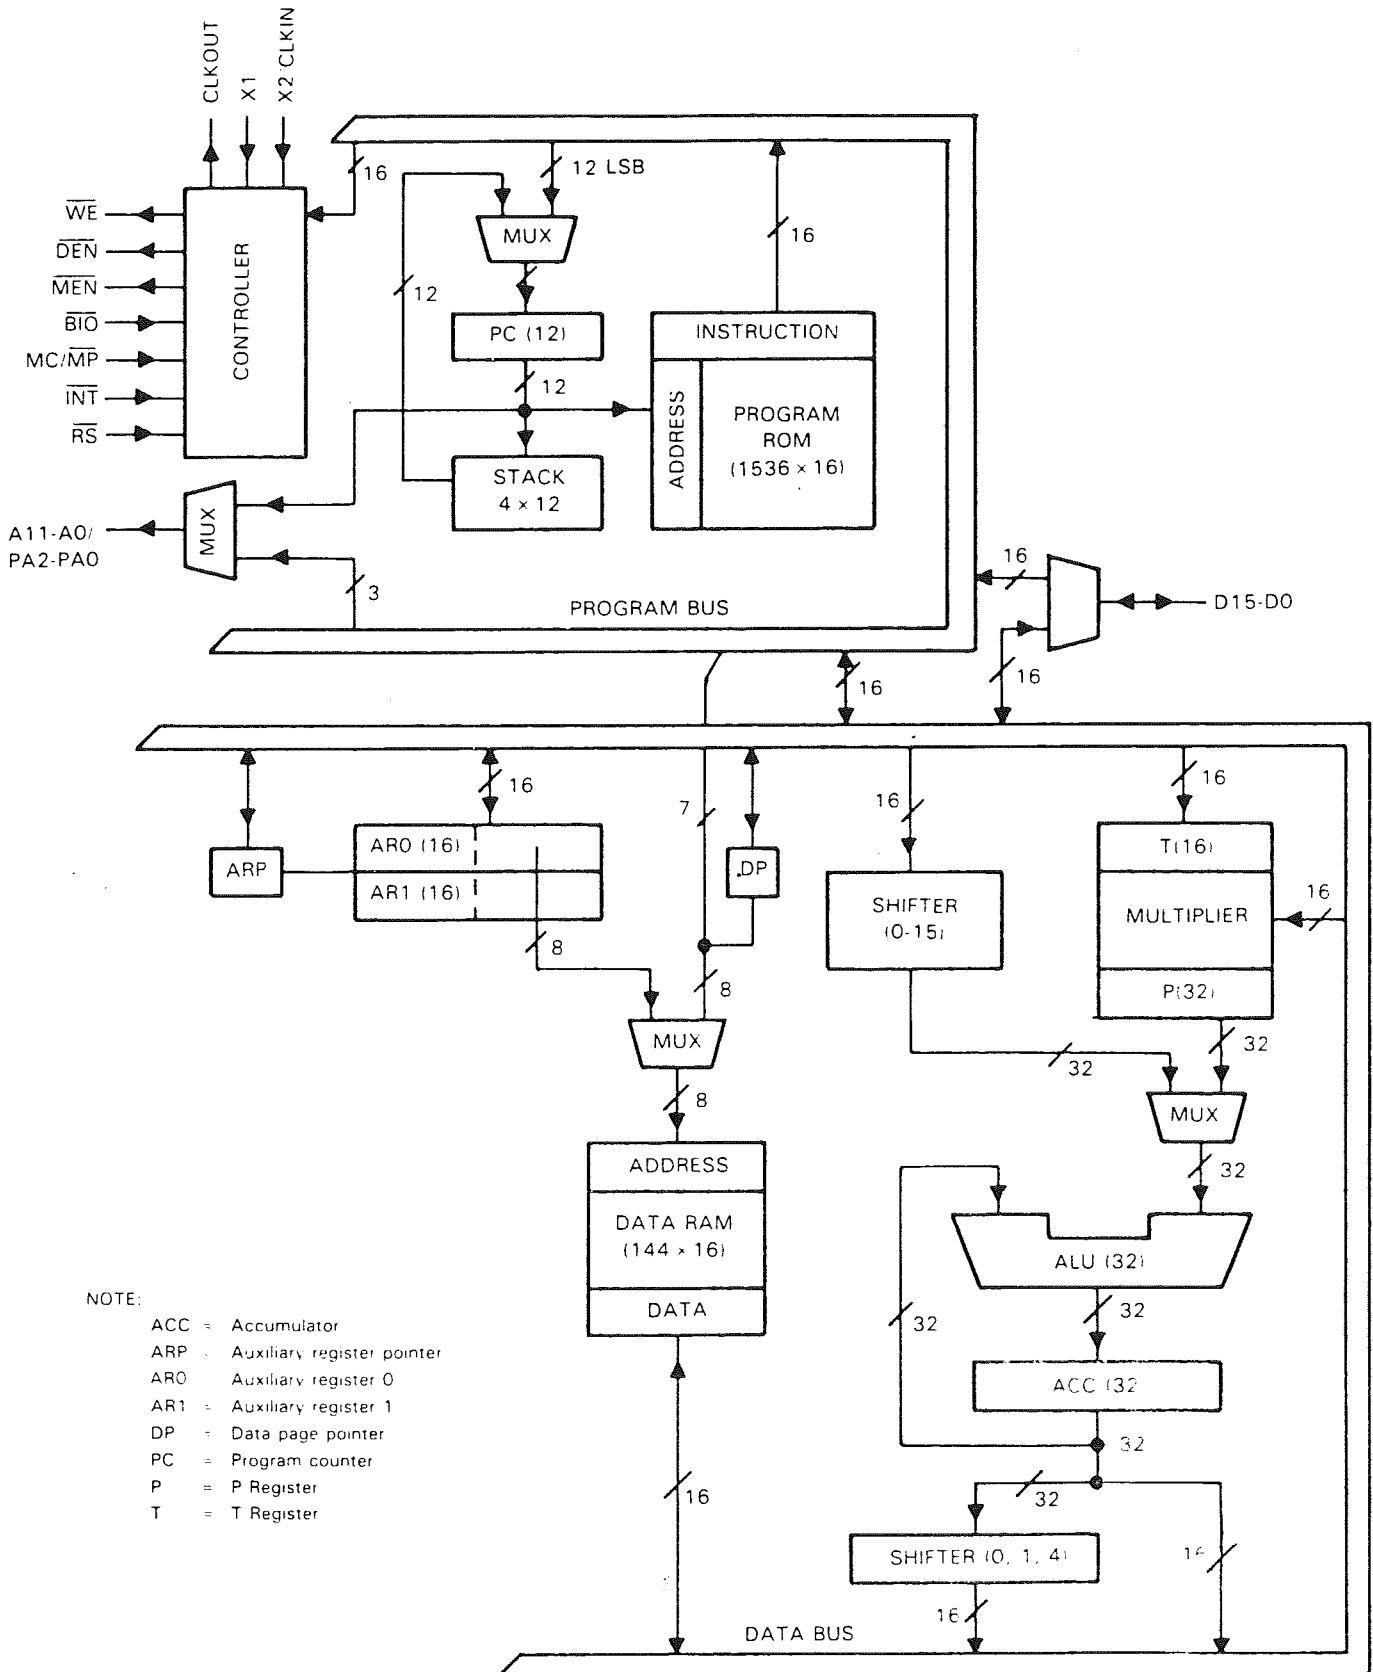 CLKOUT
X1
X2/CLKIN
16
12 LSB
WE
DEN
MEN
BIO
MC/MP
INT
RS
CONTROLLER
MUX
16
12
PC (12)
12
INSTRUCTION
ADDRESS
PROGRAM
ROM
(1536 × 16)
STACK
4 × 12
A11-A0/
PA2-PA0
MUX
3
PROGRAM BUS
16
D15-D0
16
16
16
7
16
16
ARP
AR0 (16)
AR1 (16)
DP
8
8
SHIFTER
(0-15)
T(16)
MULTIPLIER
P(32)
16
MUX
8
32
32
MUX
32
ADDRESS
DATA RAM
(144 × 16)
DATA
16
ALU (32)
32
32
ACC (32
32
32
SHIFTER (0, 1, 4)
16
16
DATA BUS
NOTE:
ACC = Accumulator
ARP - Auxiliary register pointer
AR0 Auxiliary register 0
AR1 = Auxiliary register 1
DP = Data page pointer
PC = Program counter
P = P Register
T = T Register